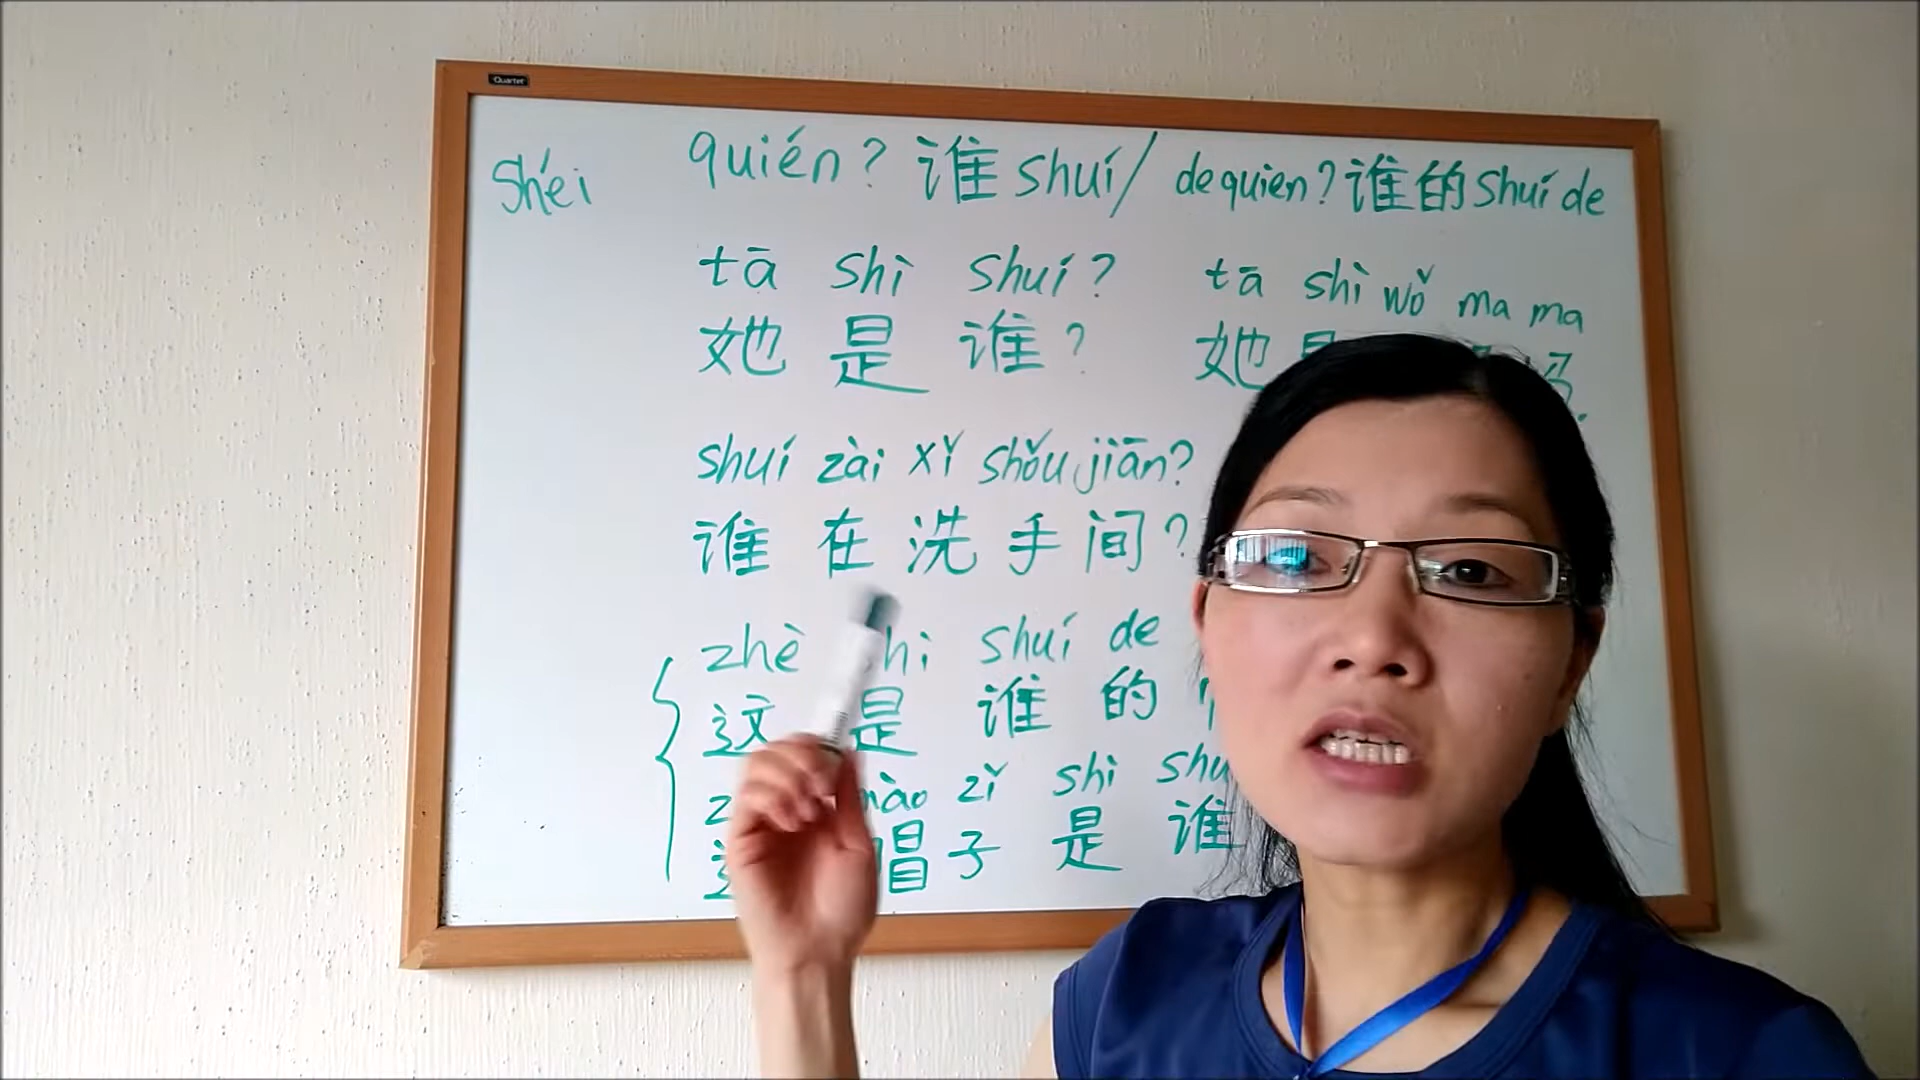 Quartet
shéi quién? 谁 shuí / de quien? 谁的 shuí de
tā shì shuí? tā shì wǒ ma ma
她 是 谁? 她
shuí zài xǐ shǒu jiān?
谁 在 洗 手 间?
zhè shuí de
这 是 谁 的
mào zǐ shì
子 是 谁